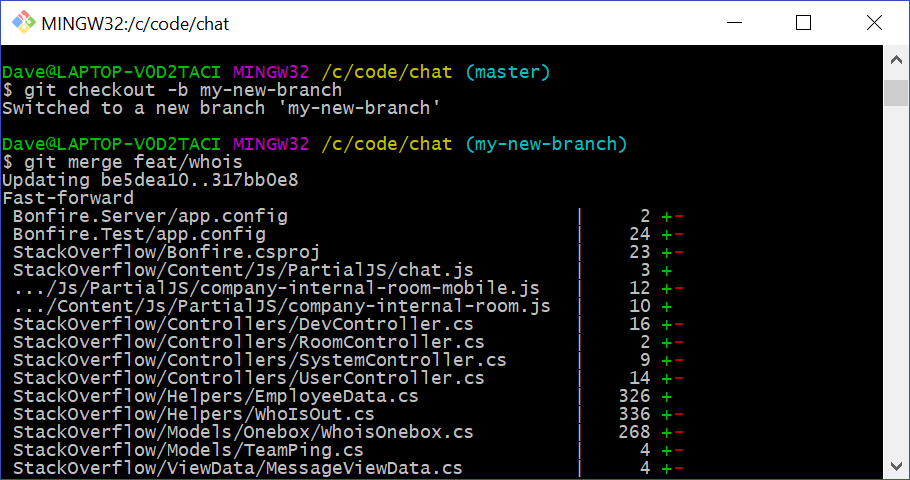 MINGW32:/c/code/chat
Dave@LAPTOP-VOD2TACI MINGW32 /c/code/chat (master)
$ git checkout -b my-new-branch
Switched to a new branch 'my-new-branch'
Dave@LAPTOP-VOD2TACI MINGW32 /c/code/chat (my-new-branch)
$ git merge feat/whois
Updating be5dea10..317bb0e8
Fast-forward
Bonfire.Server/app.config | 2 +-
Bonfire.Test/app.config | 24 +-
StackOverflow/Bonfire.csproj | 23 +-
StackOverflow/Content/Js/PartialJS/chat.js | 3 +
.../Js/PartialJS/company-internal-room-mobile.js | 12 +-
.../Content/Js/PartialJS/company-internal-room.js | 10 +
StackOverflow/Controllers/DevController.cs | 16 +-
StackOverflow/Controllers/RoomController.cs | 2 +-
StackOverflow/Controllers/SystemController.cs | 9 +-
StackOverflow/Controllers/UserController.cs | 14 +-
StackOverflow/Helpers/EmployeeData.cs | 326 +
StackOverflow/Helpers/WhoIsOut.cs | 336 +-
StackOverflow/Models/Onebox/WhoisOnebox.cs | 268 +-
StackOverflow/Models/TeamPing.cs | 4 +-
StackOverflow/ViewData/MessageViewData.cs | 4 +-